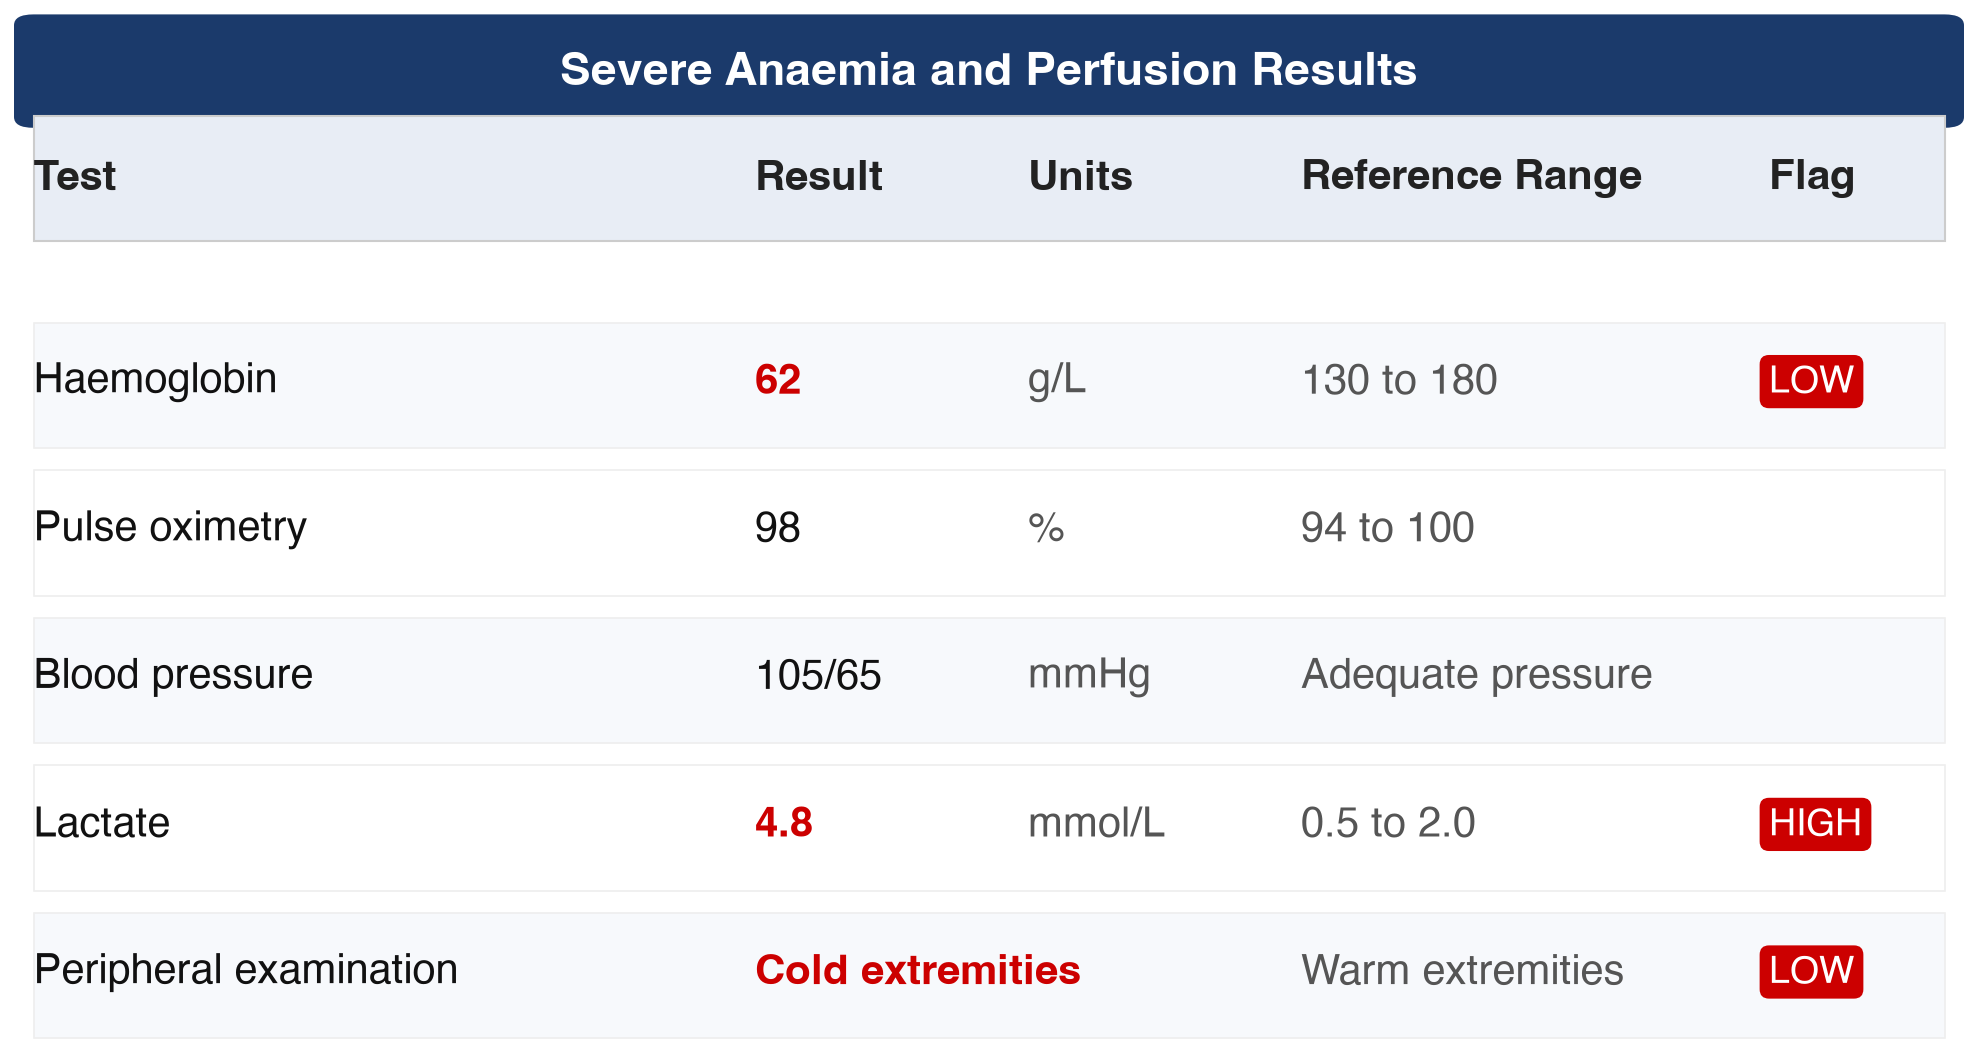 Severe Anaemia and Perfusion Results
Test Result Units Reference Range Flag
Haemoglobin 62 g/L 130 to 180 LOW
Pulse oximetry 98 % 94 to 100
Blood pressure 105/65 mmHg Adequate pressure
Lactate 4.8 mmol/L 0.5 to 2.0 HIGH
Peripheral examination Cold extremities Warm extremities LOW